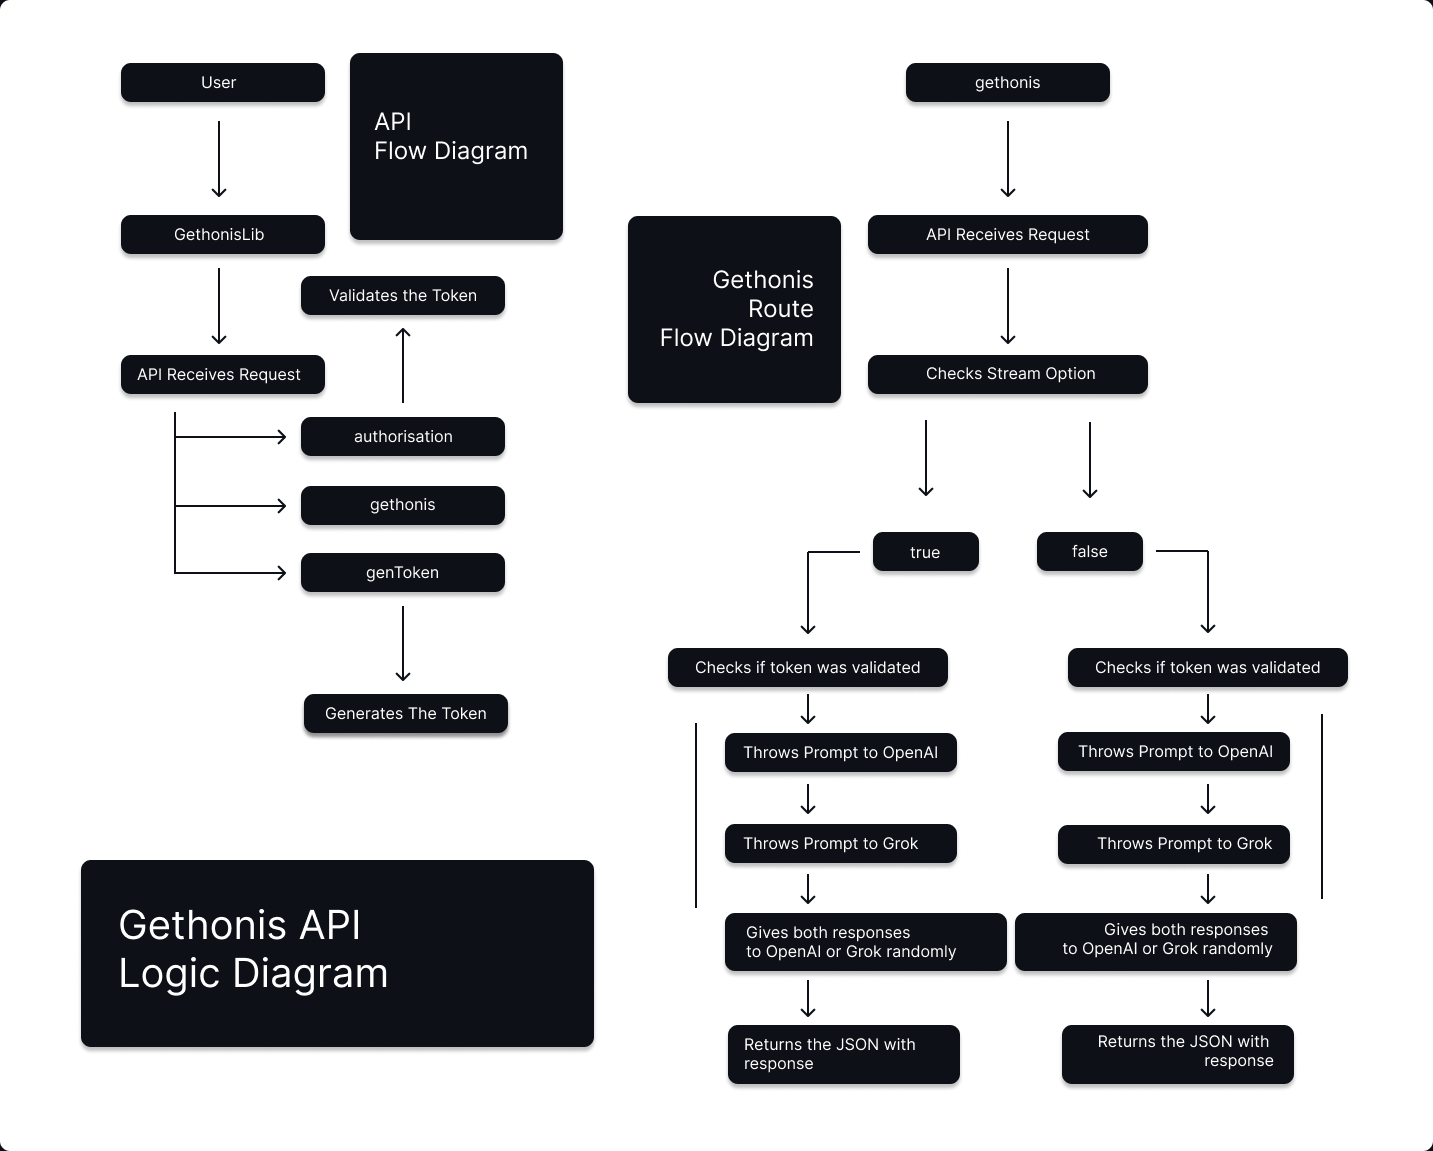 User
API
Flow Diagram
GethonisLib
Validates the Token
API Receives Request
authorisation
gethonis
genToken
Generates The Token
Gethonis API
Logic Diagram
gethonis
API Receives Request
Gethonis
Route
Flow Diagram
Checks Stream Option
true
false
Checks if token was validated
Throws Prompt to OpenAI
Throws Prompt to Grok
Gives both responses
to OpenAI or Grok randomly
Returns the JSON with
response
Checks if token was validated
Throws Prompt to OpenAI
Throws Prompt to Grok
Gives both responses
to OpenAI or Grok randomly
Returns the JSON with
response